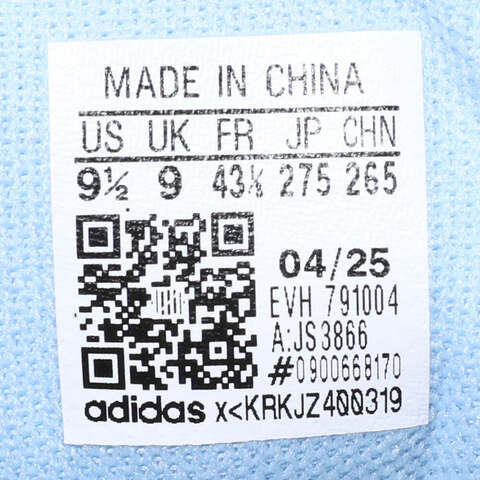 MADE IN CHINA
US UK FR JP CHN
9½ 9 43⅓ 275 265
04/25
EVH 791004
A:JS3866
#0900668170
adidas x<KRKJZ400319